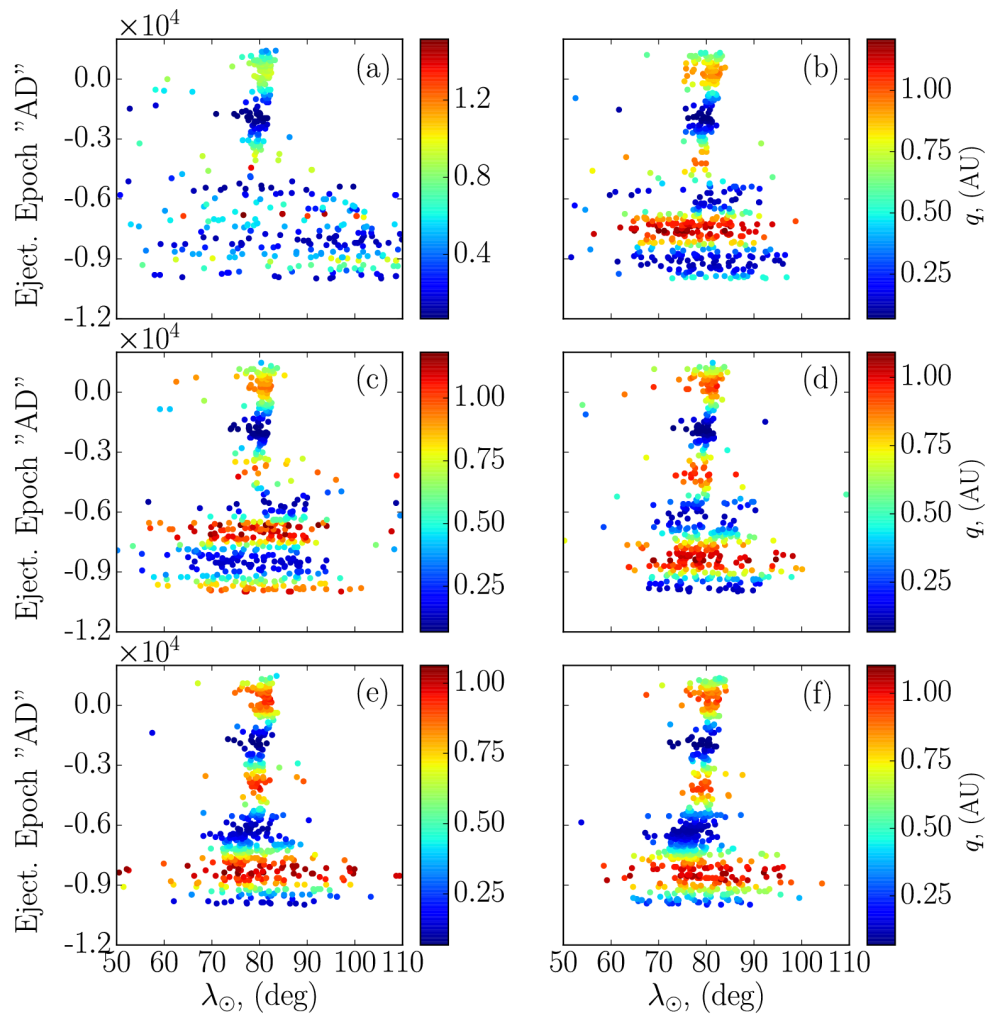 ×10⁴
×10⁴
0.0
-0.3
-0.6
-0.9
-1.2
Eject. Epoch "AD"
(a)
1.2
0.8
0.4
(b)
1.00
0.75
0.50
0.25
q, (AU)
×10⁴
0.0
-0.3
-0.6
-0.9
-1.2
Eject. Epoch "AD"
(c)
1.00
0.75
0.50
0.25
(d)
1.00
0.75
0.50
0.25
q, (AU)
×10⁴
0.0
-0.3
-0.6
-0.9
-1.2
Eject. Epoch "AD"
(e)
1.00
0.75
0.50
0.25
(f)
1.00
0.75
0.50
0.25
q, (AU)
50 60 70 80 90 100 110
λ☉, (deg)
50 60 70 80 90 100 110
λ☉, (deg)